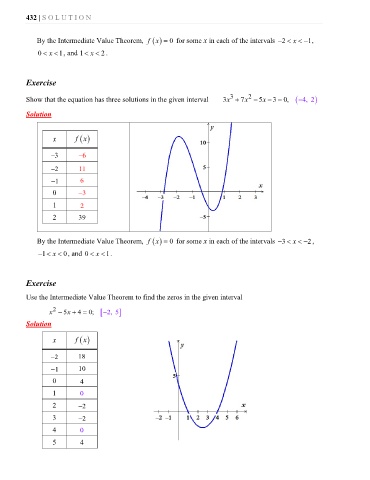 432 | S O L U T I O N
By the Intermediate Value Theorem, f(x) = 0 for some x in each of the intervals −2 < x < −1,
0 < x < 1, and 1 < x < 2.
Exercise
Show that the equation has three solutions in the given interval 3x³ + 7x² − 5x − 3 = 0, (−4, 2)
Solution
x f(x)
−3 −6
−2 11
−1 6
0 −3
1 2
2 39
y
10
5
−5
−4 −3 −2 −1 1 2 3
x
By the Intermediate Value Theorem, f(x) = 0 for some x in each of the intervals −3 < x < −2,
−1 < x < 0, and 0 < x < 1.
Exercise
Use the Intermediate Value Theorem to find the zeros in the given interval
x² − 5x + 4 = 0; [−2, 5]
Solution
x f(x)
−2 18
−1 10
0 4
1 0
2 −2
3 −2
4 0
5 4
y
5
x
−2 −1 1 2 3 4 5 6